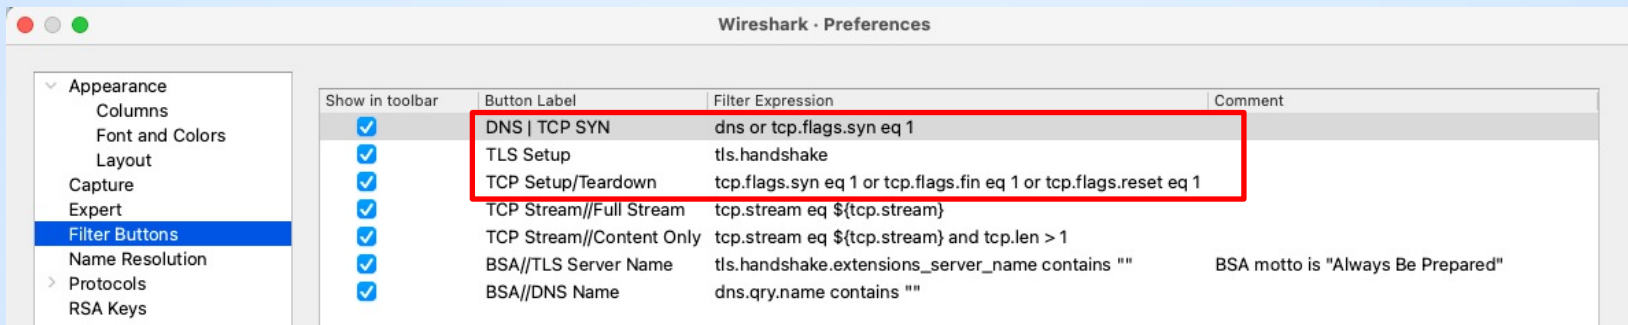 Wireshark · Preferences
Appearance
Columns
Font and Colors
Layout
Capture
Expert
Filter Buttons
Name Resolution
Protocols
RSA Keys
Show in toolbar Button Label Filter Expression Comment
DNS | TCP SYN dns or tcp.flags.syn eq 1
TLS Setup tls.handshake
TCP Setup/Teardown tcp.flags.syn eq 1 or tcp.flags.fin eq 1 or tcp.flags.reset eq 1
TCP Stream//Full Stream tcp.stream eq ${tcp.stream}
TCP Stream//Content Only tcp.stream eq ${tcp.stream} and tcp.len > 1
BSA//TLS Server Name tls.handshake.extensions_server_name contains "" BSA motto is "Always Be Prepared"
BSA//DNS Name dns.qry.name contains ""